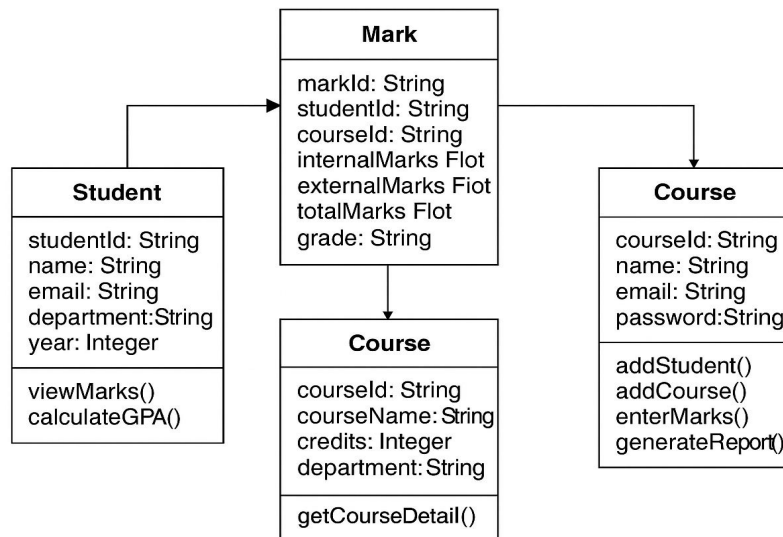 Mark
markId: String
studentId: String
courseId: String
internalMarks Flot
externalMarks Fiot
totalMarks Flot
grade: String
Student
studentId: String
name: String
email: String
department:String
year: Integer
viewMarks()
calculateGPA()
Course
courseId: String
courseName: String
credits: Integer
department: String
getCourseDetail()
Course
courseId: String
name: String
email: String
password:String
addStudent()
addCourse()
enterMarks()
generateReport()